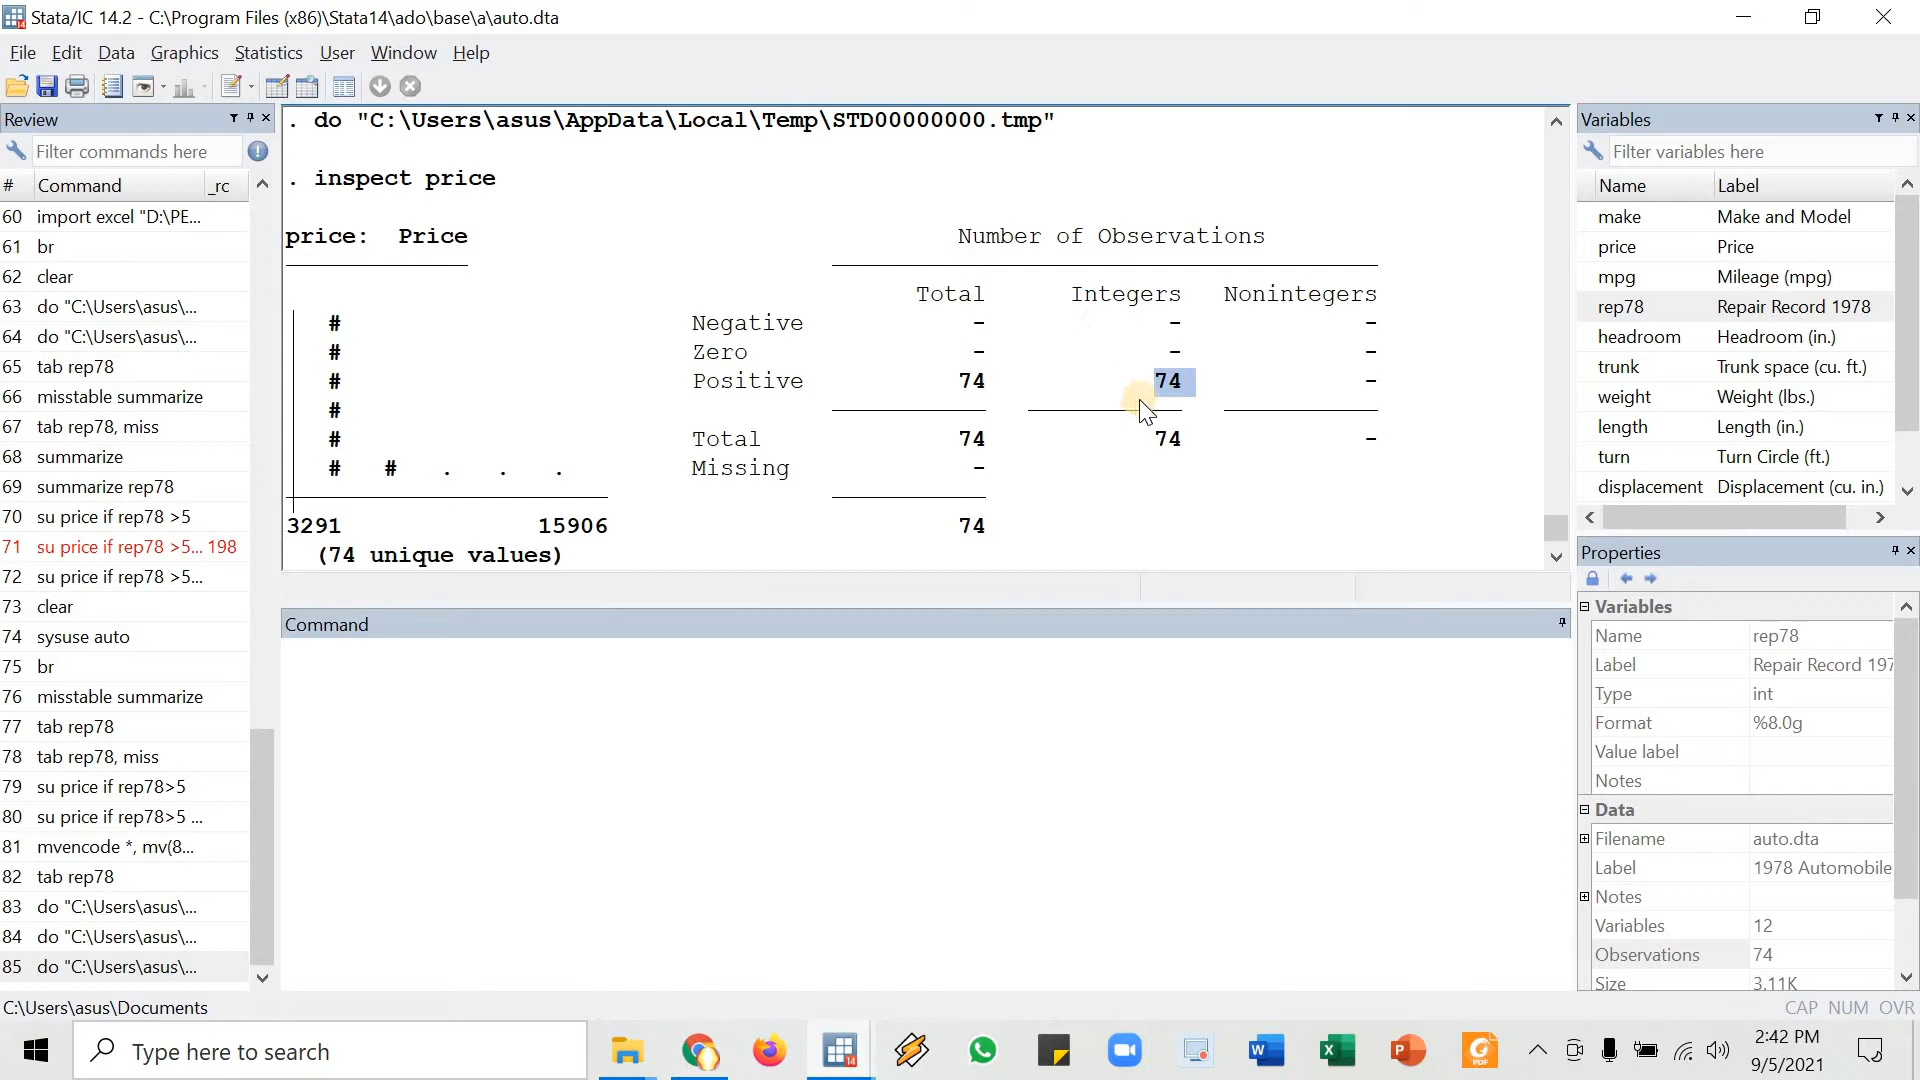 Stata/IC 14.2 - C:\Program Files (x86)\Stata14\ado\base\a\auto.dta
File Edit Data Graphics Statistics User Window Help
Review
Filter commands here
# Command _rc
60 import excel "D:\PE...
61 br
62 clear
63 do "C:\Users\asus\...
64 do "C:\Users\asus\...
65 tab rep78
66 misstable summarize
67 tab rep78, miss
68 summarize
69 summarize rep78
70 su price if rep78 >5
71 su price if rep78 >5... 198
72 su price if rep78 >5...
73 clear
74 sysuse auto
75 br
76 misstable summarize
77 tab rep78
78 tab rep78, miss
79 su price if rep78>5
80 su price if rep78>5 ...
81 mvencode *, mv(8...
82 tab rep78
83 do "C:\Users\asus\...
84 do "C:\Users\asus\...
85 do "C:\Users\asus\...
. do "C:\Users\asus\AppData\Local\Temp\STD00000000.tmp"
. inspect price
price: Price Number of Observations
Total Integers Nonintegers
# Negative - - -
# Zero - - -
# Positive 74 74 -
#
# Total 74 74 -
# # . . . Missing -
3291 15906 74
(74 unique values)
Command
Variables
Filter variables here
Name Label
make Make and Model
price Price
mpg Mileage (mpg)
rep78 Repair Record 1978
headroom Headroom (in.)
trunk Trunk space (cu. ft.)
weight Weight (lbs.)
length Length (in.)
turn Turn Circle (ft.)
displacement Displacement (cu. in.)
Properties
Variables
Name rep78
Label Repair Record 197
Type int
Format %8.0g
Value label
Notes
Data
Filename auto.dta
Label 1978 Automobile
Notes
Variables 12
Observations 74
Size 3.11K
C:\Users\asus\Documents
CAP NUM OVR
Type here to search
2:42 PM
9/5/2021